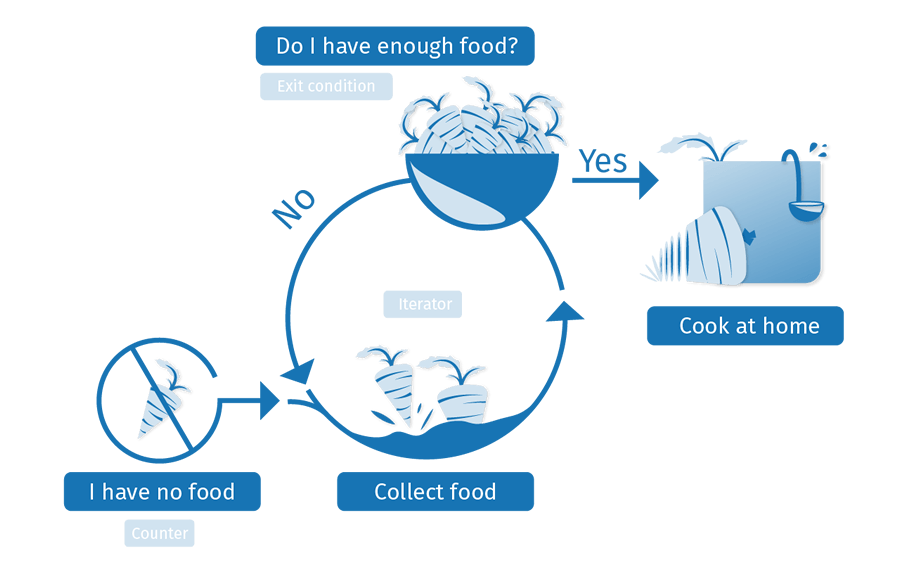 Do I have enough food?
Exit condition
Yes
No
Iterator
Cook at home
I have no food
Collect food
Counter